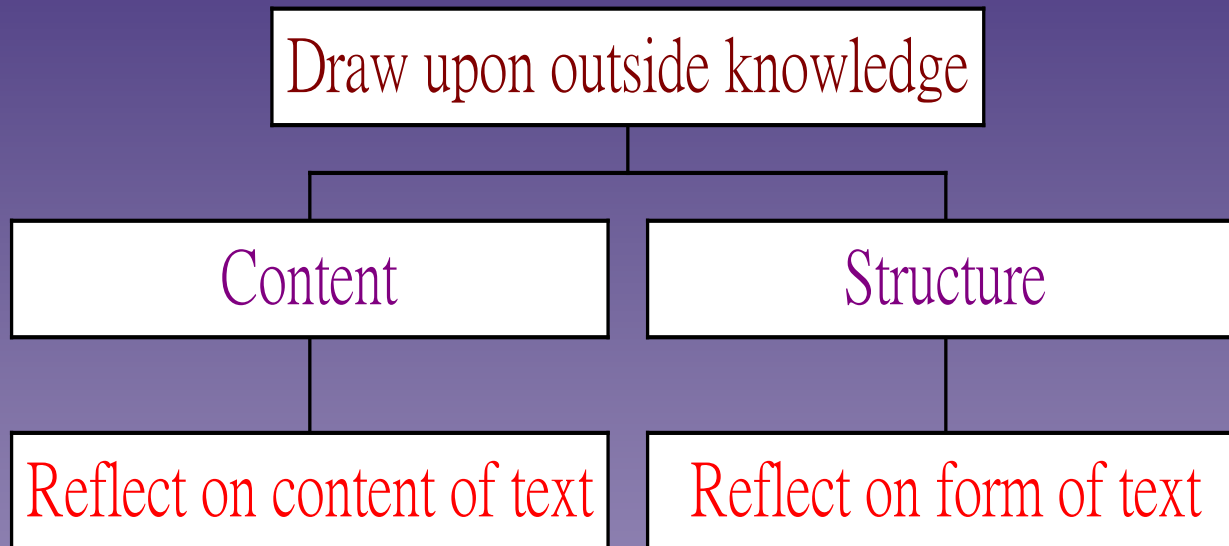 Draw upon outside knowledge
Content
Structure
Reflect on content of text
Reflect on form of text